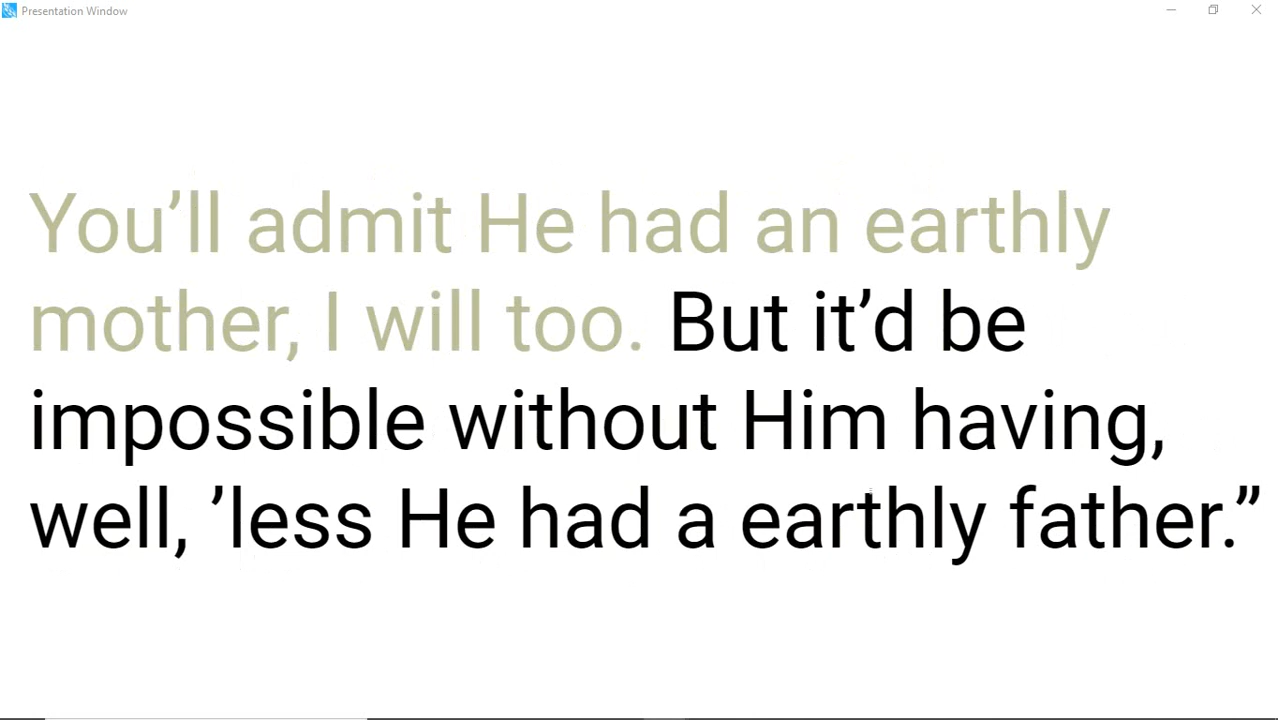 Presentation Window
You’ll admit He had an earthly
mother, I will too. But it’d be
impossible without Him having,
well, ’less He had a earthly father.”